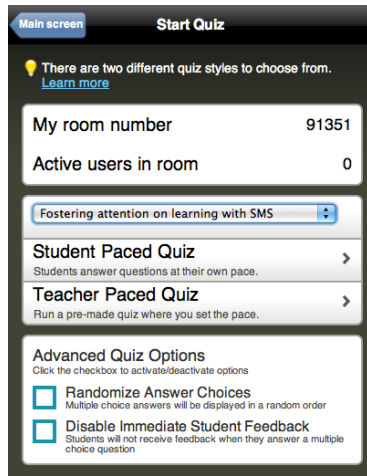 Main screen
Start Quiz
There are two different quiz styles to choose from.
Learn more
My room number 91351
Active users in room 0
Fostering attention on learning with SMS
Student Paced Quiz
Students answer questions at their own pace.
Teacher Paced Quiz
Run a pre-made quiz where you set the pace.
Advanced Quiz Options
Click the checkbox to activate/deactivate options
Randomize Answer Choices
Multiple choice answers will be displayed in a random order
Disable Immediate Student Feedback
Students will not receive feedback when they answer a multiple
choice question